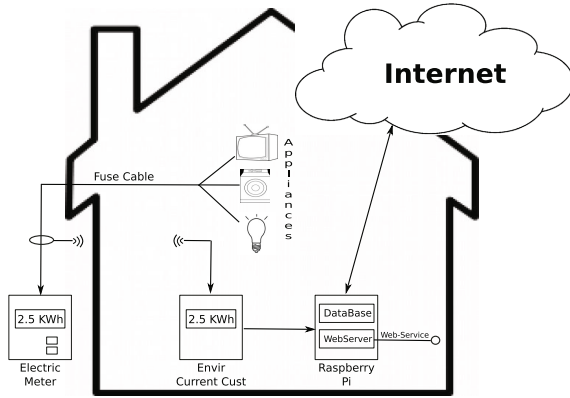 Internet
Appliances
Fuse Cable
2.5 KWh
2.5 KWh
DataBase
WebServer
Web-Service
Electric
Meter
Envir
Current Cust
Raspberry
Pi